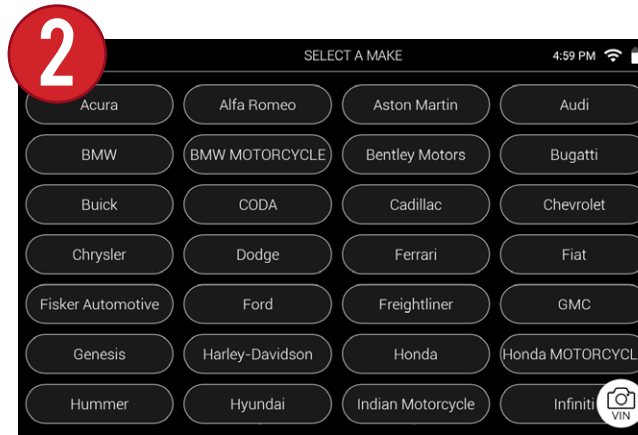 2
SELECT A MAKE 4:59 PM
Acura Alfa Romeo Aston Martin Audi
BMW BMW MOTORCYCLE Bentley Motors Bugatti
Buick CODA Cadillac Chevrolet
Chrysler Dodge Ferrari Fiat
Fisker Automotive Ford Freightliner GMC
Genesis Harley-Davidson Honda Honda MOTORCYCL
Hummer Hyundai Indian Motorcycle Infiniti
VIN